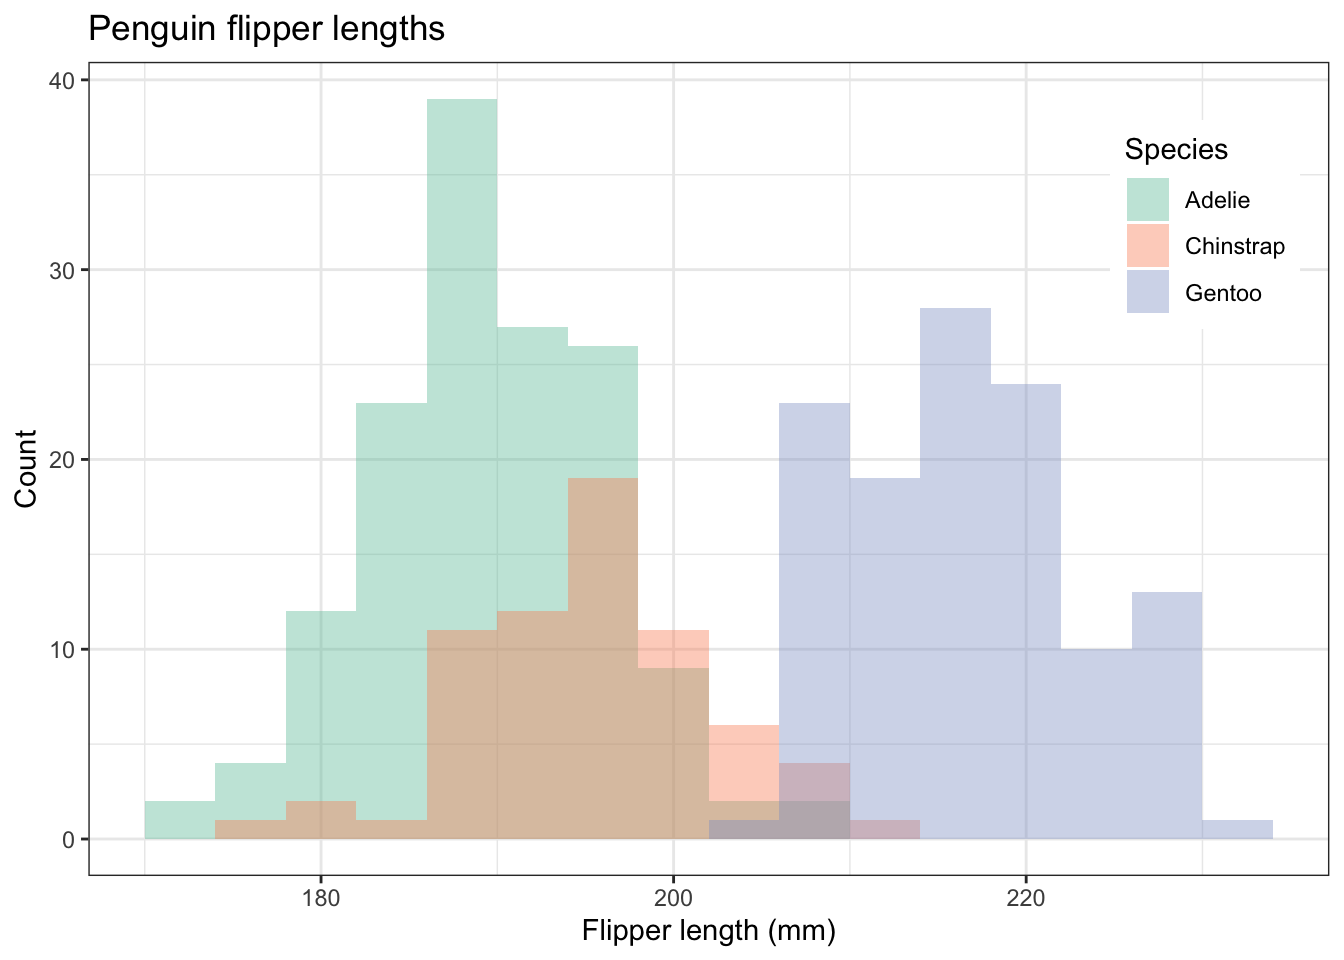 Penguin flipper lengths
40
30
20
10
0
Count
Species
Adelie
Chinstrap
Gentoo
180
200
220
Flipper length (mm)